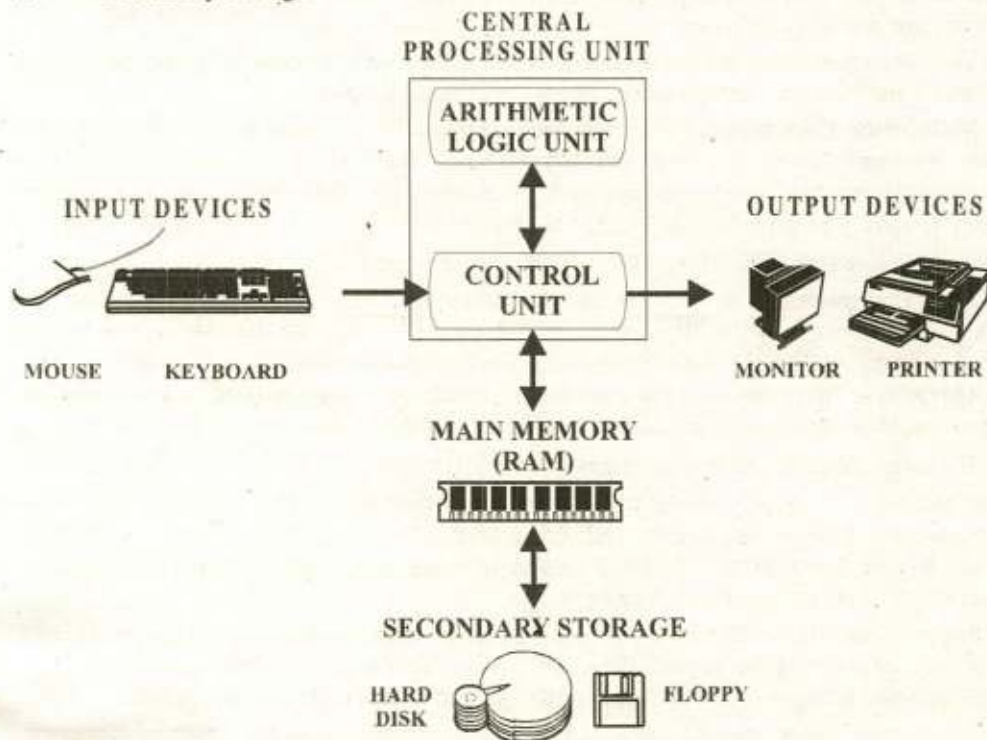 CENTRAL
PROCESSING UNIT
ARITHMETIC
LOGIC UNIT
INPUT DEVICES
OUTPUT DEVICES
CONTROL
UNIT
MOUSE KEYBOARD
MONITOR PRINTER
MAIN MEMORY
(RAM)
SECONDARY STORAGE
HARD
DISK
FLOPPY